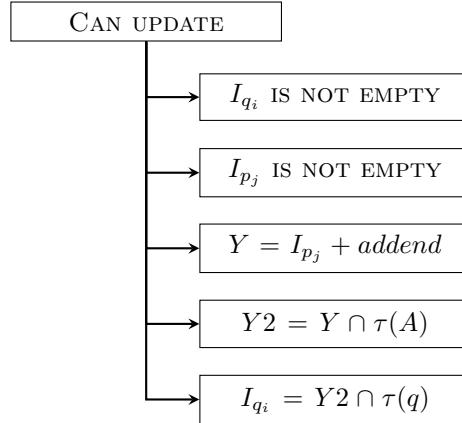 CAN UPDATE
I_{q_i} IS NOT EMPTY
I_{p_j} IS NOT EMPTY
Y = I_{p_j} + addend
Y2 = Y ∩ τ(A)
I_{q_i} = Y2 ∩ τ(q)